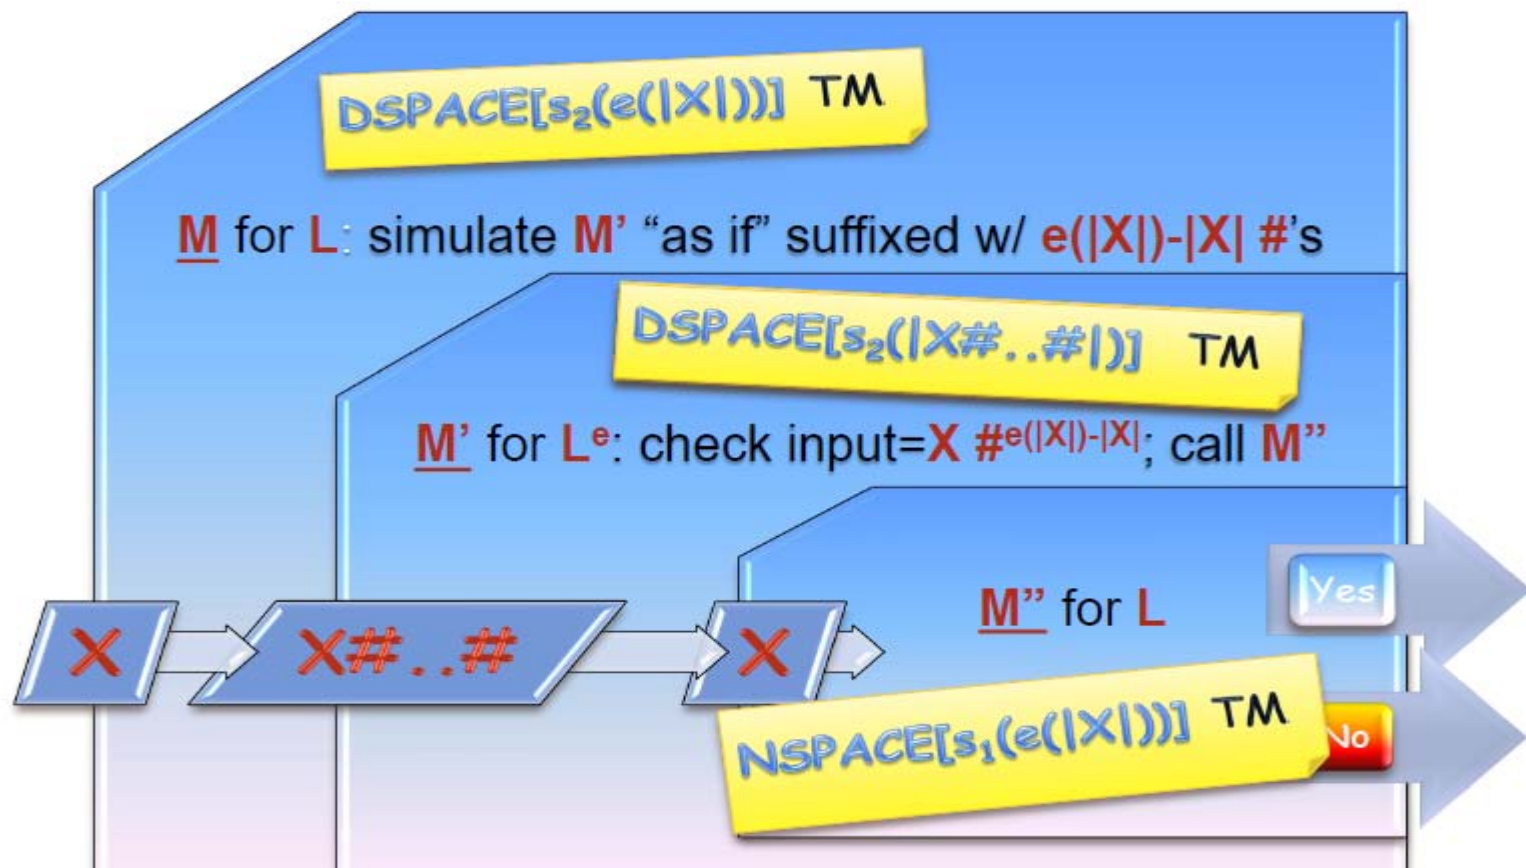 DSPACE[s₂(e(|X|))] TM
M for L: simulate M’ “as if” suffixed w/ e(|X|)-|X| #’s
DSPACE[s₂(|X#..#|)] TM
M’ for Lᵉ: check input=X #ᵉ⁽|ˣ|⁾⁻|ˣ|; call M”
M” for L
Yes
X
X#..#
X
NSPACE[s₁(e(|X|))] TM
No